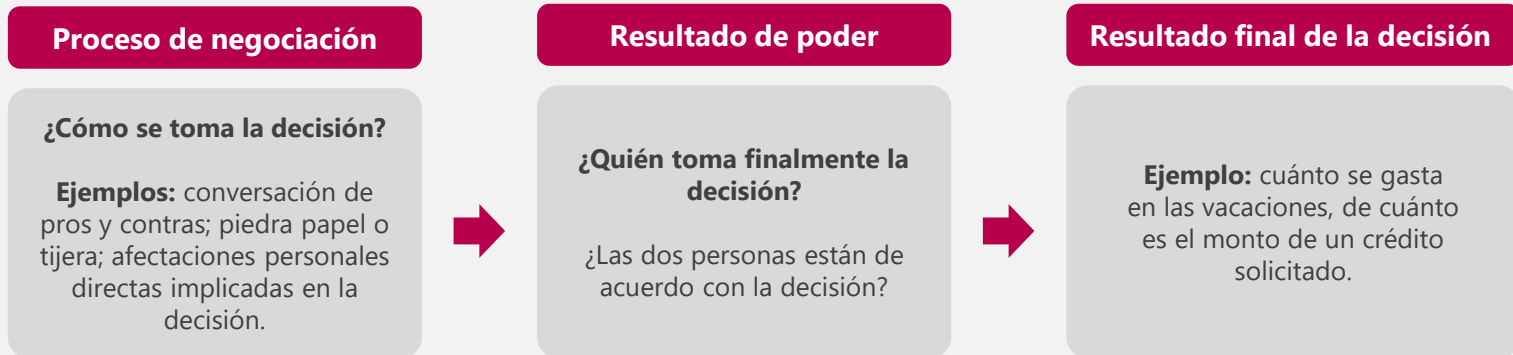 Proceso de negociación
¿Cómo se toma la decisión?
Ejemplos: conversación de
pros y contras; piedra papel o
tijera; afectaciones personales
directas implicadas en la
decisión.
Resultado de poder
¿Quién toma finalmente la
decisión?
¿Las dos personas están de
acuerdo con la decisión?
Resultado final de la decisión
Ejemplo: cuánto se gasta
en las vacaciones, de cuánto
es el monto de un crédito
solicitado.